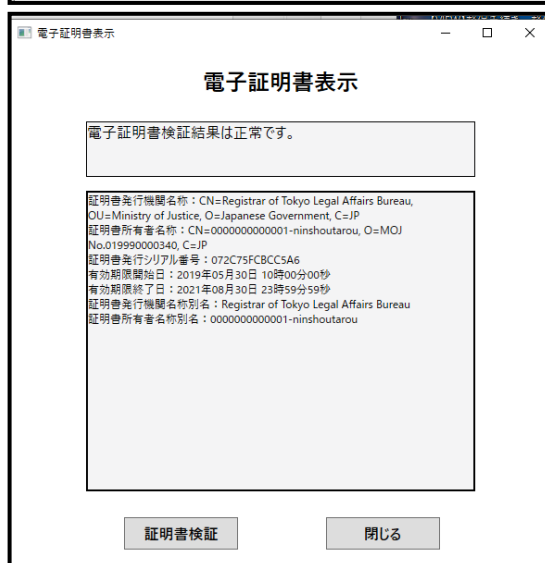 電子証明書表示
電子証明書表示
電子証明書検証結果は正常です。
証明書発行機関名称：CN=Registrar of Tokyo Legal Affairs Bureau,
OU=Ministry of Justice, O=Japanese Government, C=JP
証明書所有者名称：CN=0000000000001-ninshoutarou, O=MOJ
No.019990000340, C=JP
証明書発行シリアル番号：072C75FCBCC5A6
有効期限開始日：2019年05月30日 10時00分00秒
有効期限終了日：2021年08月30日 23時59分59秒
証明書発行機関名称別名：Registrar of Tokyo Legal Affairs Bureau
証明書所有者名称別名：0000000000001-ninshoutarou
証明書検証
閉じる